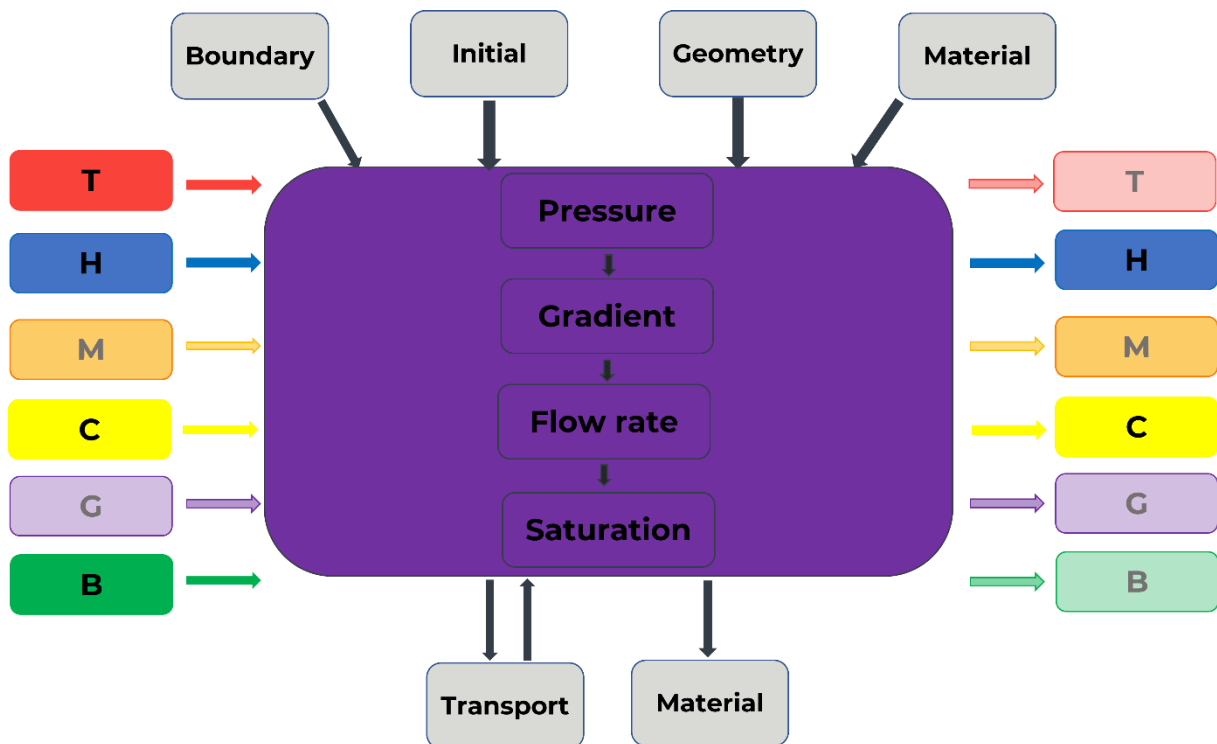 Boundary
Initial
Geometry
Material
T
H
M
C
G
B
Pressure
Gradient
Flow rate
Saturation
T
H
M
C
G
B
Transport
Material